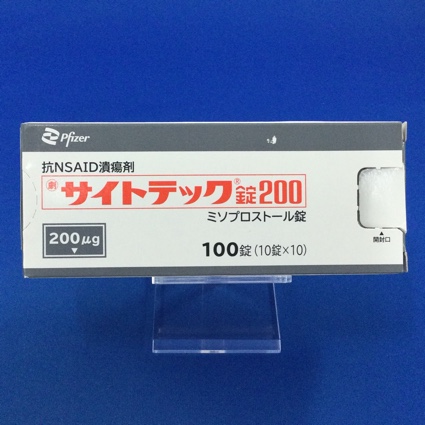 Pfizer
抗NSAID潰瘍剤
劇 サイトテック®錠200
ミソプロストール錠
200μg
100錠(10錠×10)
開封口